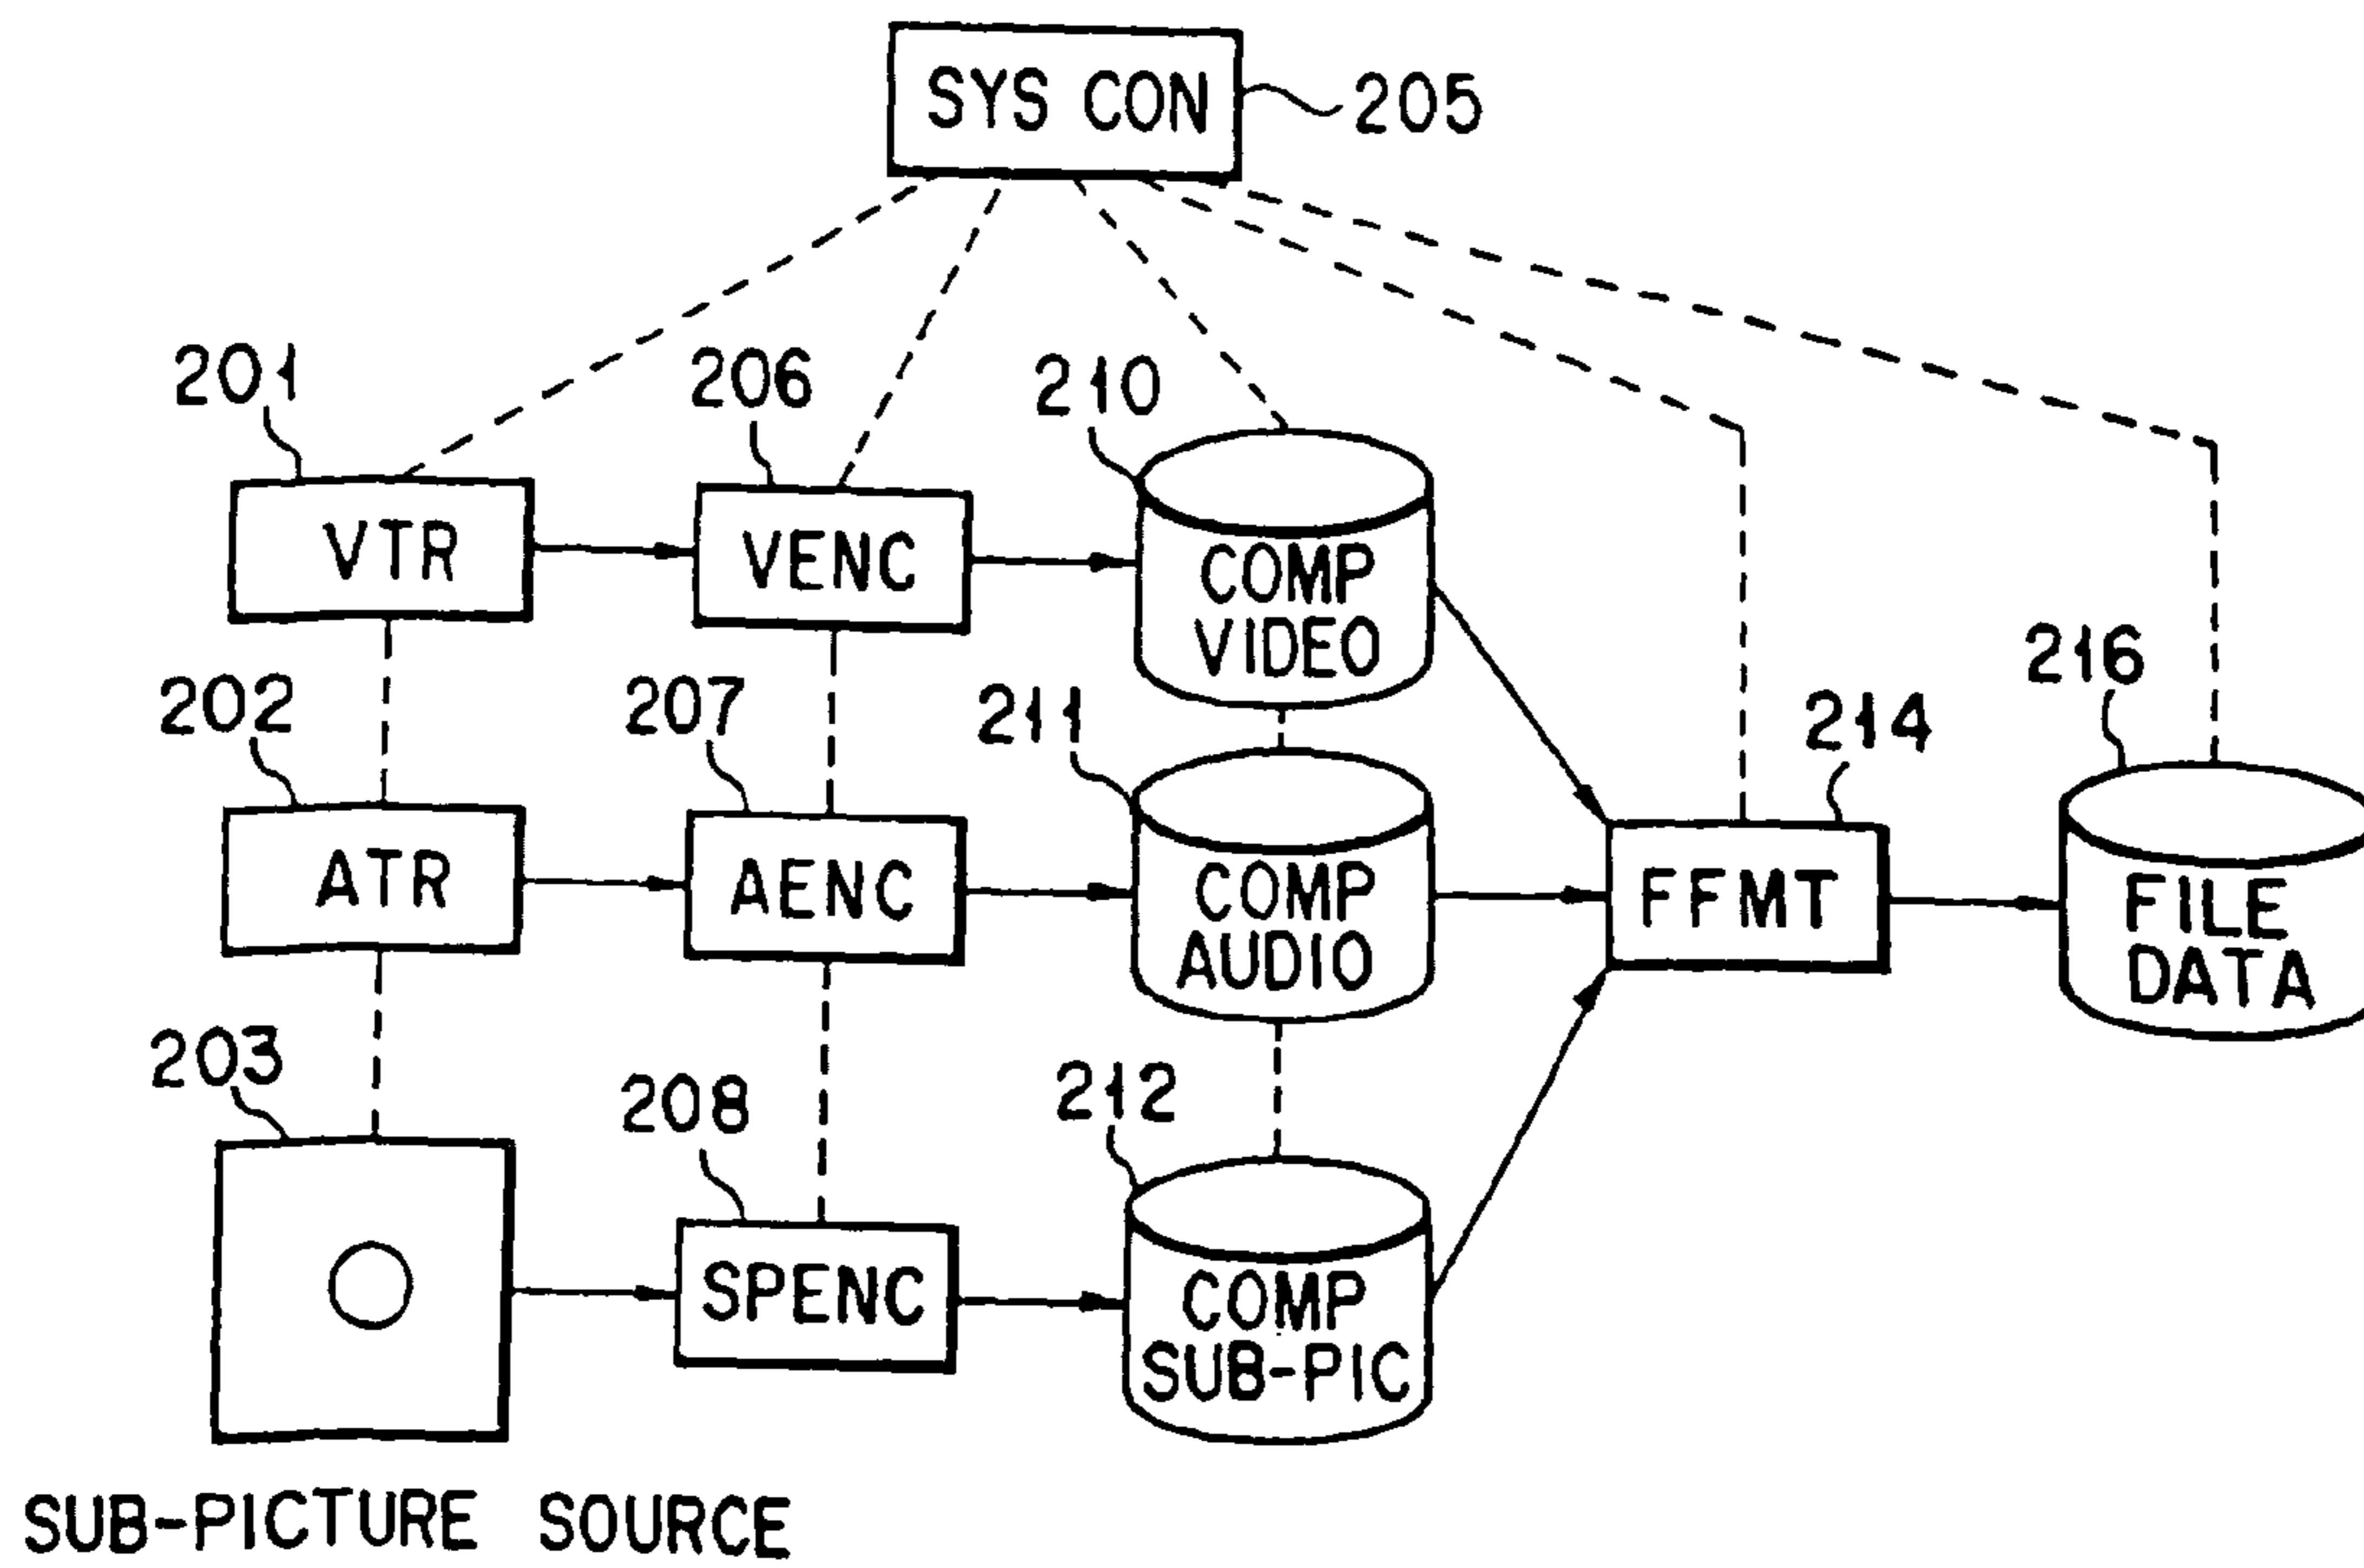 SYS CON
205
201
206
210
VTR
VENC
COMP
VIDEO
216
202
207
211
214
ATR
AENC
COMP
AUDIO
FFMT
FILE
DATA
203
208
212
SPENC
COMP
SUB-PIC
SUB-PICTURE SOURCE